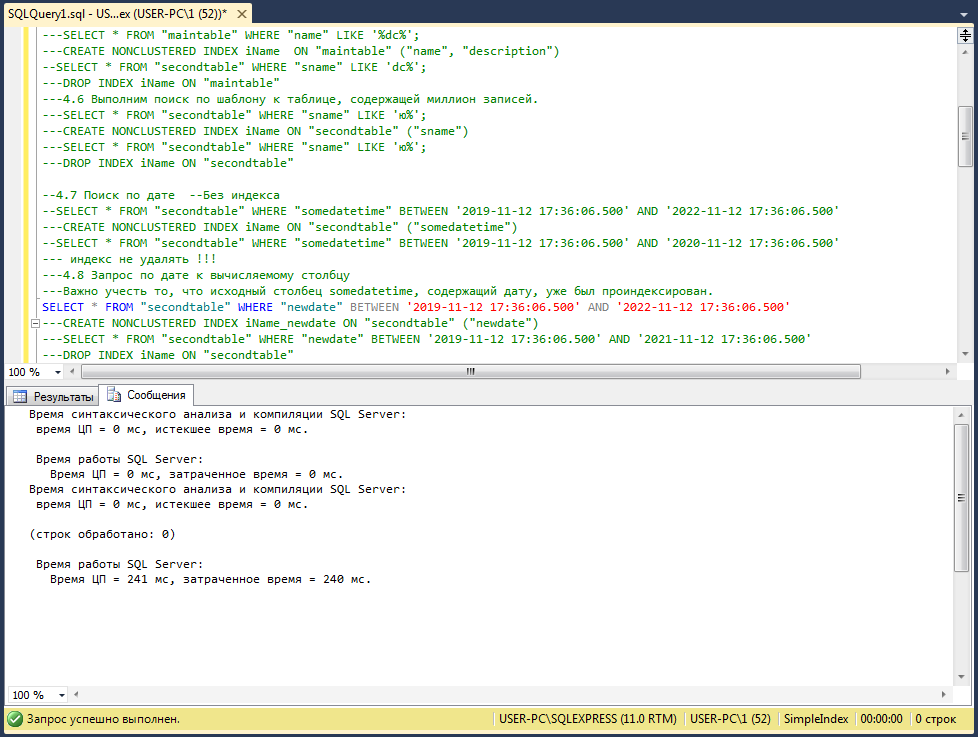 SQLQuery1.sql - US...ex (USER-PC\1 (52))*
---SELECT * FROM "maintable" WHERE "name" LIKE '%dc%';
---CREATE NONCLUSTERED INDEX iName  ON "maintable" ("name", "description")
--SELECT * FROM "secondtable" WHERE "sname" LIKE 'dc%';
---DROP INDEX iName ON "maintable"
---4.6 Выполним поиск по шаблону к таблице, содержащей миллион записей.
---SELECT * FROM "secondtable" WHERE "sname" LIKE 'ю%';
---CREATE NONCLUSTERED INDEX iName ON "secondtable" ("sname")
---SELECT * FROM "secondtable" WHERE "sname" LIKE 'ю%';
---DROP INDEX iName ON "secondtable"
--4.7 Поиск по дате  --Без индекса
--SELECT * FROM "secondtable" WHERE "somedatetime" BETWEEN '2019-11-12 17:36:06.500' AND '2022-11-12 17:36:06.500'
---CREATE NONCLUSTERED INDEX iName ON "secondtable" ("somedatetime")
--SELECT * FROM "secondtable" WHERE "somedatetime" BETWEEN '2019-11-12 17:36:06.500' AND '2020-11-12 17:36:06.500'
--- индекс не удалять !!!
---4.8 Запрос по дате к вычисляемому столбцу
---Важно учесть то, что исходный столбец somedatetime, содержащий дату, уже был проиндексирован.
SELECT * FROM "secondtable" WHERE "newdate" BETWEEN '2019-11-12 17:36:06.500' AND '2022-11-12 17:36:06.500'
---CREATE NONCLUSTERED INDEX iName_newdate ON "secondtable" ("newdate")
---SELECT * FROM "secondtable" WHERE "newdate" BETWEEN '2019-11-12 17:36:06.500' AND '2021-11-12 17:36:06.500'
---DROP INDEX iName ON "secondtable"
100 %
Результаты Сообщения
Время синтаксического анализа и компиляции SQL Server:
время ЦП = 0 мс, истекшее время = 0 мс.
Время работы SQL Server:
Время ЦП = 0 мс, затраченное время = 0 мс.
Время синтаксического анализа и компиляции SQL Server:
время ЦП = 0 мс, истекшее время = 0 мс.
(строк обработано: 0)
Время работы SQL Server:
Время ЦП = 241 мс, затраченное время = 240 мс.
100 %
Запрос успешно выполнен. USER-PC\SQLEXPRESS (11.0 RTM) USER-PC\1 (52) SimpleIndex 00:00:00 0 строк